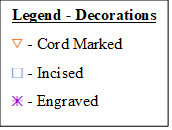 Legend - Decorations
- Cord Marked
- Incised
- Engraved